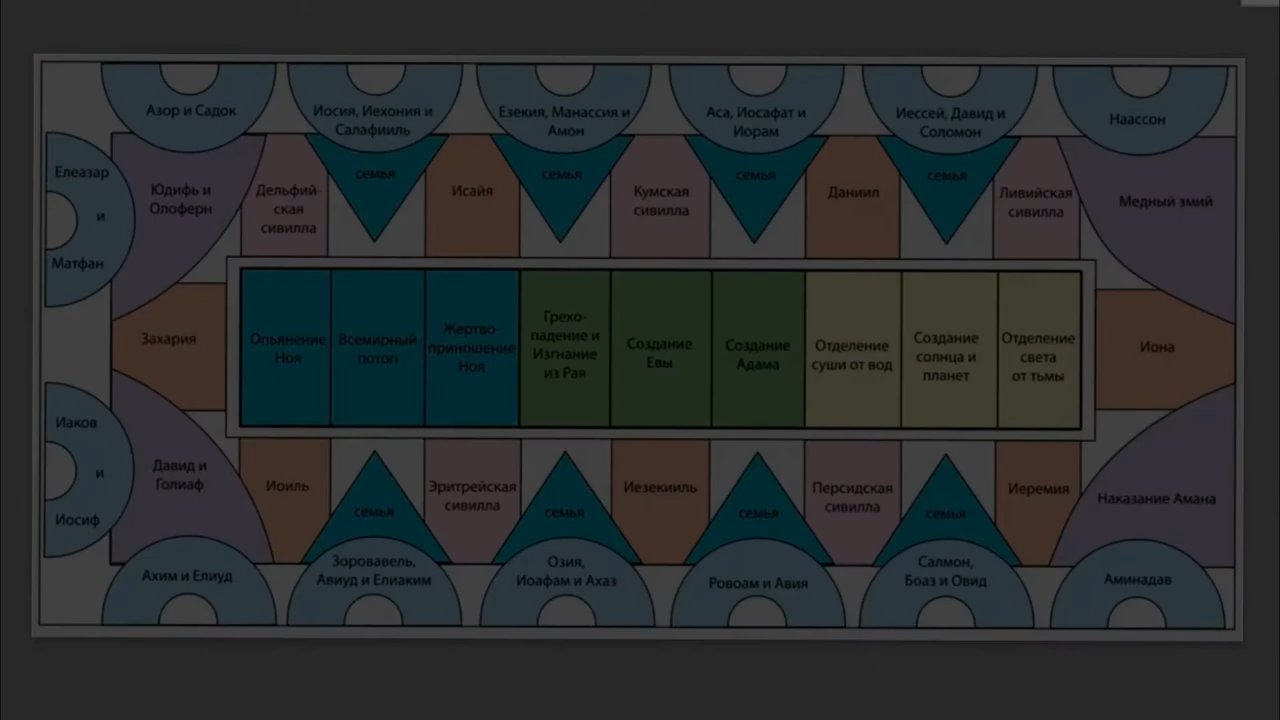 Азор и Садок
Иосия, Иехония и
Салафииль
Езекия, Манассия и
Амон
Аса, Иосафат и
Иорам
Иессей, Давид и
Соломон
Наассон
Елеазар
и
Матфан
Юдифь и
Олоферн
Дельфий-
ская
сивилла
семья
Исайя
семья
Кумская
сивилла
семья
Даниил
семья
Ливийская
сивилла
Медный змий
Захария
Опьянение
Ноя
Всемирный
потоп
Жертво-
приношение
Ноя
Грехо-
падение и
Изгнание
из Рая
Создание
Евы
Создание
Адама
Отделение
суши от вод
Создание
солнца и
планет
Отделение
света
от тьмы
Иона
Иаков
и
Иосиф
Давид и
Голиаф
Иоиль
семья
Эритрейская
сивилла
семья
Иезекииль
семья
Персидская
сивилла
семья
Иеремия
Наказание Амана
Ахим и Елиуд
Зоровавель,
Авиуд и Елиаким
Озия,
Иоафам и Ахаз
Ровоам и Авия
Салмон,
Боаз и Овид
Аминадав